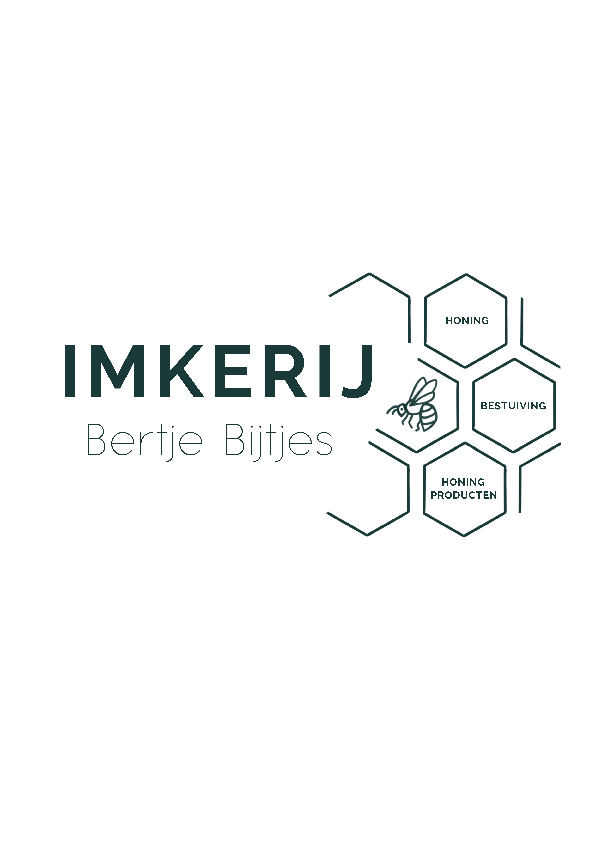 IMKERIJ
Bertje Bijtjes
HONING
BESTUIVING
HONING
PRODUCTEN